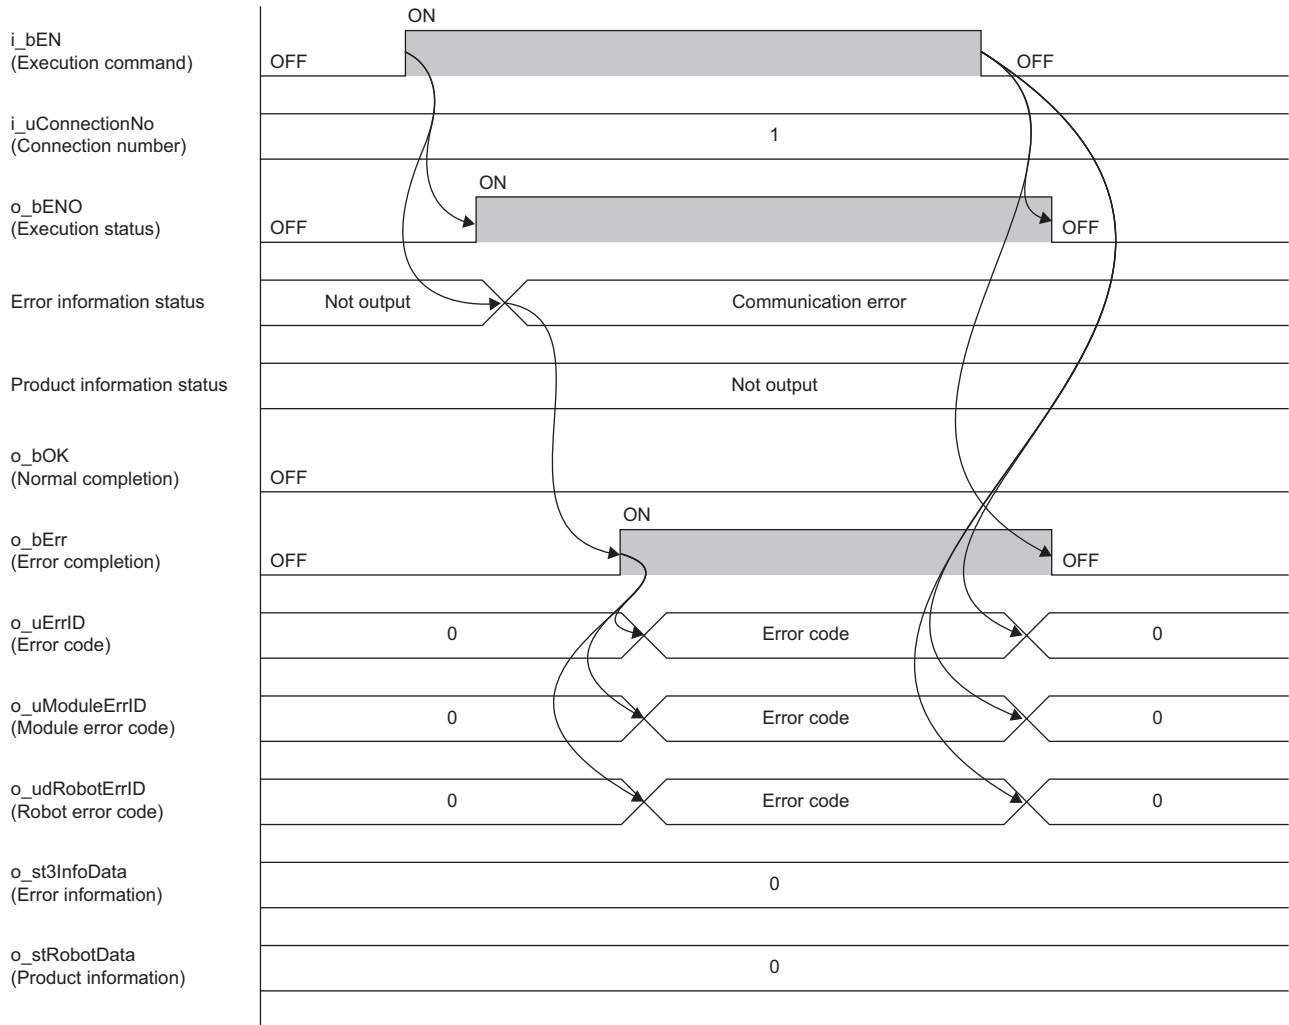 ON
i_bEN
(Execution command)
OFF
OFF
i_uConnectionNo
(Connection number)
1
ON
o_bENO
(Execution status)
OFF
OFF
Error information status
Not output
Communication error
Product information status
Not output
o_bOK
(Normal completion)
OFF
ON
o_bErr
(Error completion)
OFF
OFF
o_uErrID
(Error code)
0
Error code
0
o_uModuleErrID
(Module error code)
0
Error code
0
o_udRobotErrID
(Robot error code)
0
Error code
0
o_st3InfoData
(Error information)
0
o_stRobotData
(Product information)
0